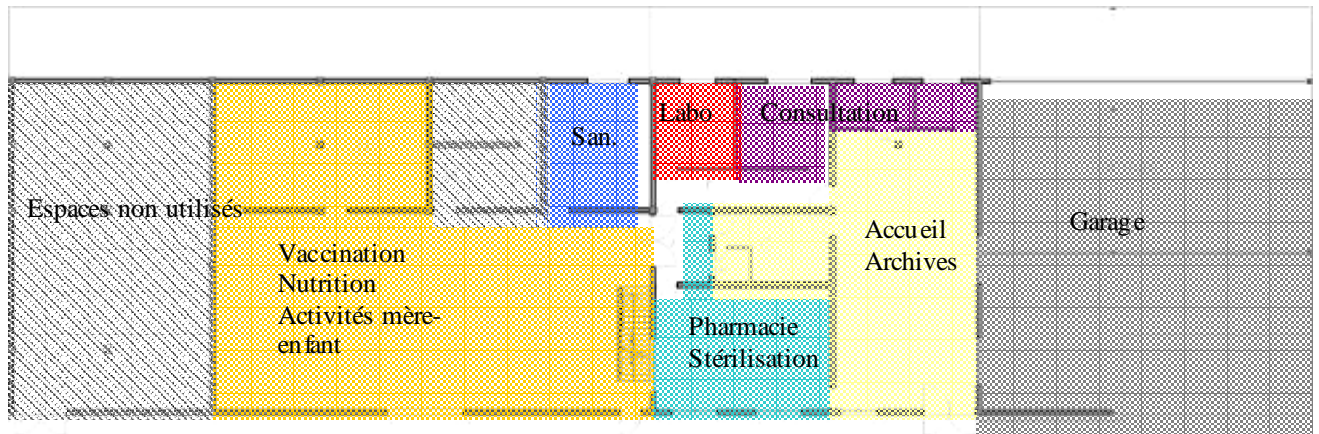 Espaces non utilisés
Vaccination
Nutrition
Activités mère-
enfant
San.
Labo
Consultation
Pharmacie
Stérilisation
Accueil
Archives
Garage